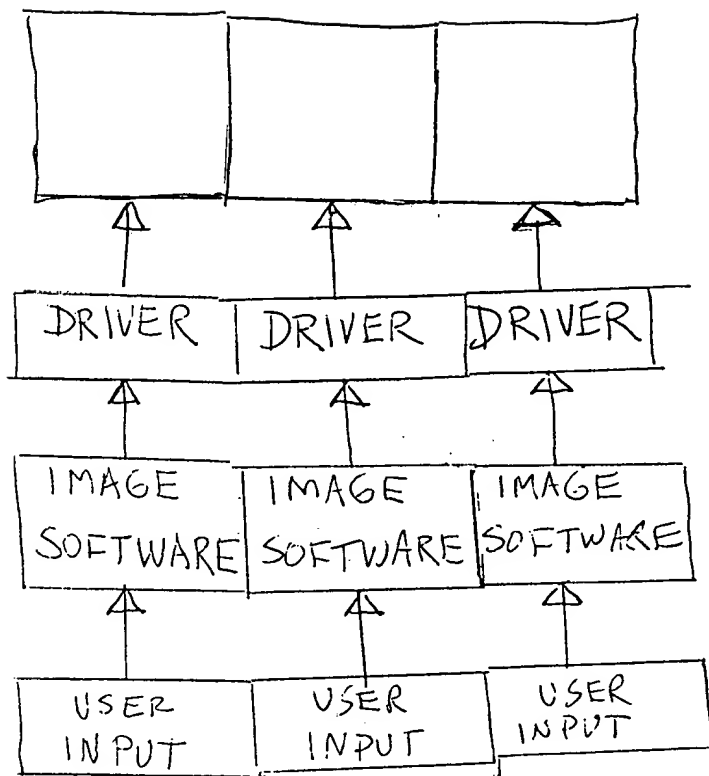 DRIVER DRIVER DRIVER
IMAGE IMAGE IMAGE
SOFTWARE SOFTWARE SOFTWARE
USER USER USER
INPUT INPUT INPUT